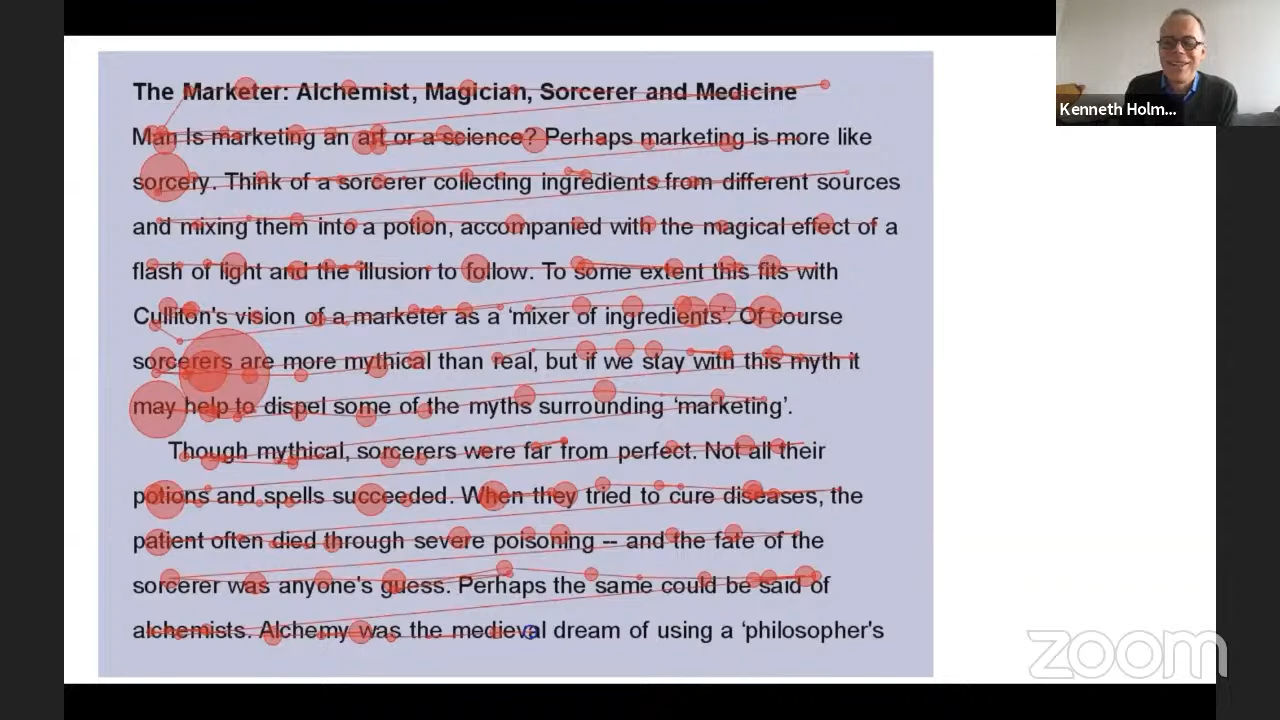 The Marketer: Alchemist, Magician, Sorcerer and Medicine
Man Is marketing an art or a science? Perhaps marketing is more like
sorcery. Think of a sorcerer collecting ingredients from different sources
and mixing them into a potion, accompanied with the magical effect of a
flash of light and the illusion to follow. To some extent this fits with
Culliton's vision of a marketer as a ‘mixer of ingredients’. Of course
sorcerers are more mythical than real, but if we stay with this myth it
may help to dispel some of the myths surrounding ‘marketing’.
Though mythical, sorcerers were far from perfect. Not all their
potions and spells succeeded. When they tried to cure diseases, the
patient often died through severe poisoning -- and the fate of the
sorcerer was anyone's guess. Perhaps the same could be said of
alchemists. Alchemy was the medieval dream of using a ‘philosopher's
Kenneth Holm...
zoom